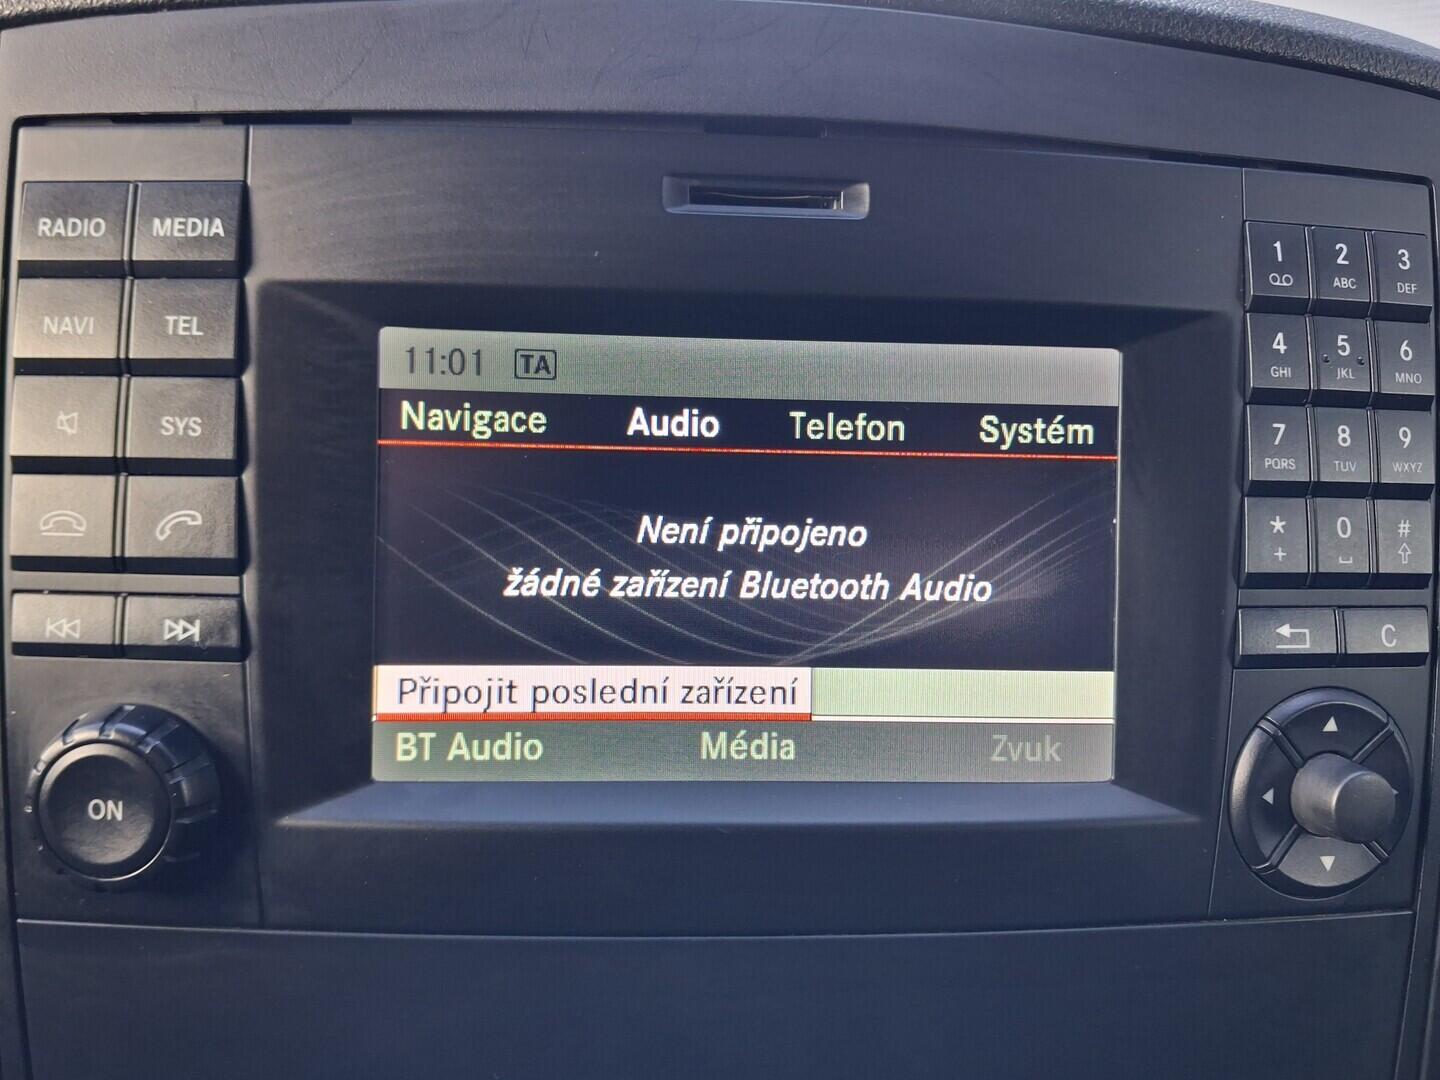 RADIO MEDIA
NAVI TEL
SYS
ON
11:01 TA
Navigace Audio Telefon Systém
Není připojeno
žádné zařízení Bluetooth Audio
Připojit poslední zařízení
BT Audio Média Zvuk
1 2 ABC 3 DEF
4 GHI 5 JKL 6 MNO
7 PQRS 8 TUV 9 WXYZ
* + 0 #
C